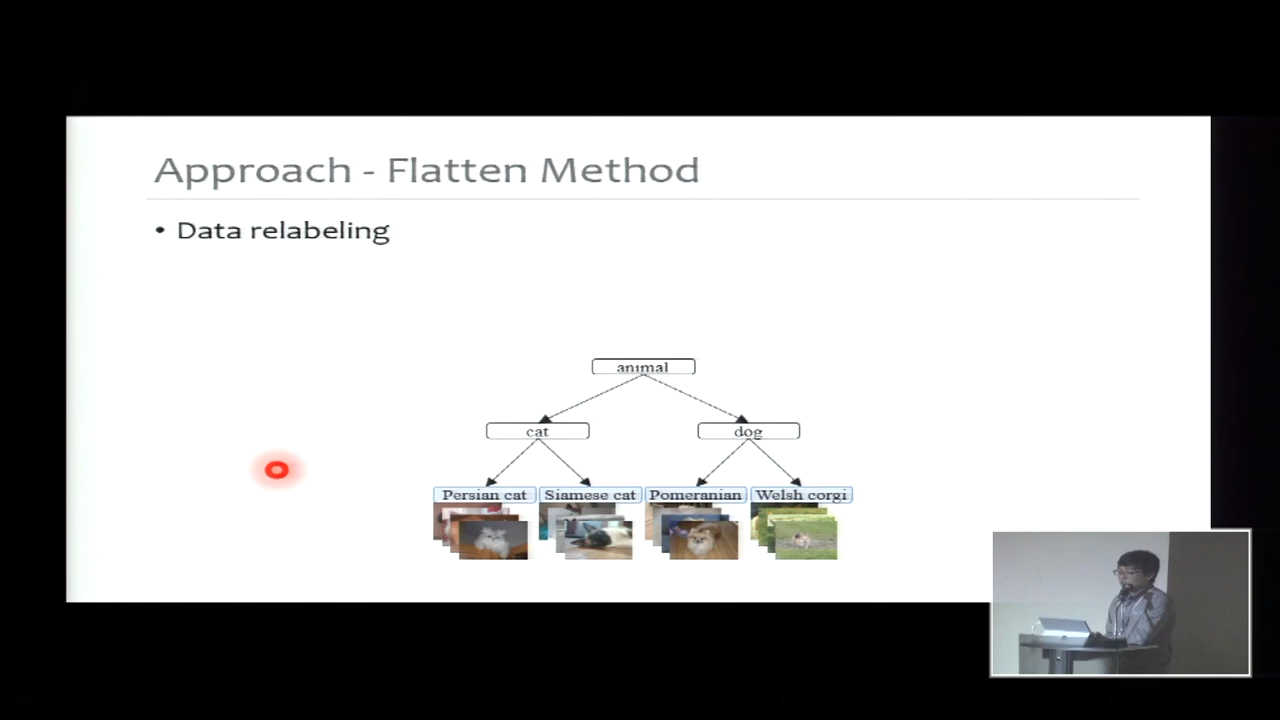 Approach - Flatten Method
• Data relabeling
animal
cat dog
Persian cat Siamese cat Pomeranian Welsh corgi